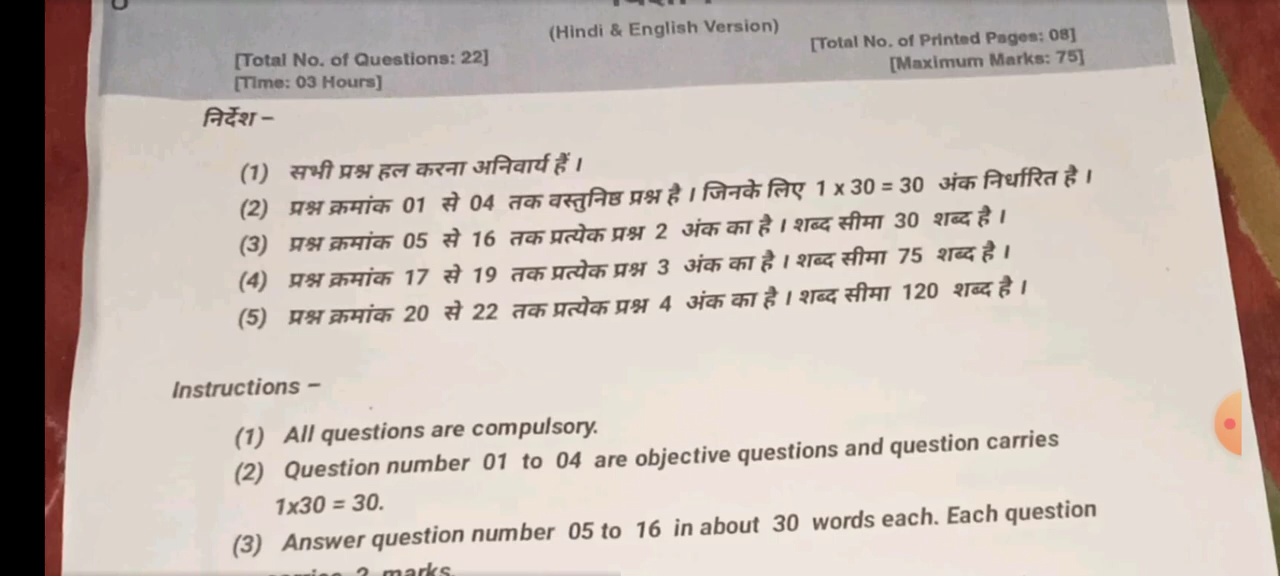 (Hindi & English Version)
[Total No. of Questions: 22]
[Total No. of Printed Pages: 08]
[Time: 03 Hours]
[Maximum Marks: 75]
निर्देश –
(1) सभी प्रश्न हल करना अनिवार्य हैं ।
(2) प्रश्न क्रमांक 01 से 04 तक वस्तुनिष्ठ प्रश्न है । जिनके लिए 1 x 30 = 30 अंक निर्धारित है ।
(3) प्रश्न क्रमांक 05 से 16 तक प्रत्येक प्रश्न 2 अंक का है । शब्द सीमा 30 शब्द है ।
(4) प्रश्न क्रमांक 17 से 19 तक प्रत्येक प्रश्न 3 अंक का है । शब्द सीमा 75 शब्द है ।
(5) प्रश्न क्रमांक 20 से 22 तक प्रत्येक प्रश्न 4 अंक का है । शब्द सीमा 120 शब्द है ।
Instructions –
(1) All questions are compulsory.
(2) Question number 01 to 04 are objective questions and question carries
1x30 = 30.
(3) Answer question number 05 to 16 in about 30 words each. Each question
2 marks.